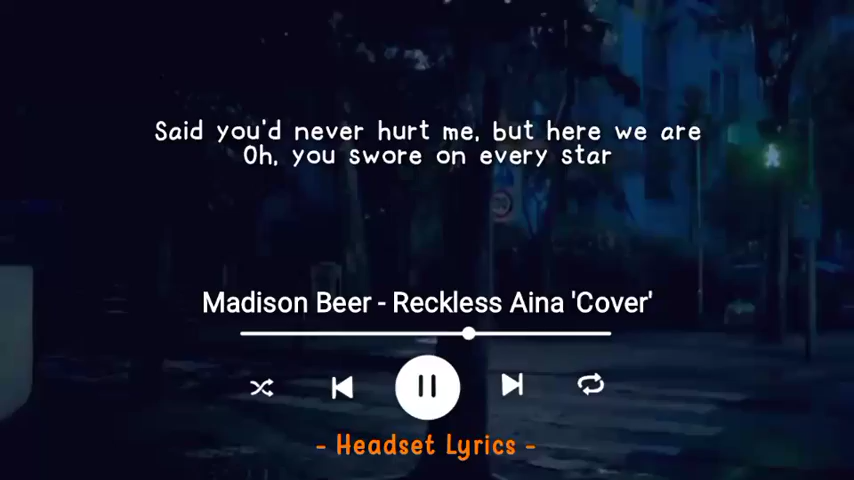 Said you'd never hurt me, but here we are
Oh, you swore on every star
Madison Beer - Reckless Aina 'Cover'
- Headset Lyrics -